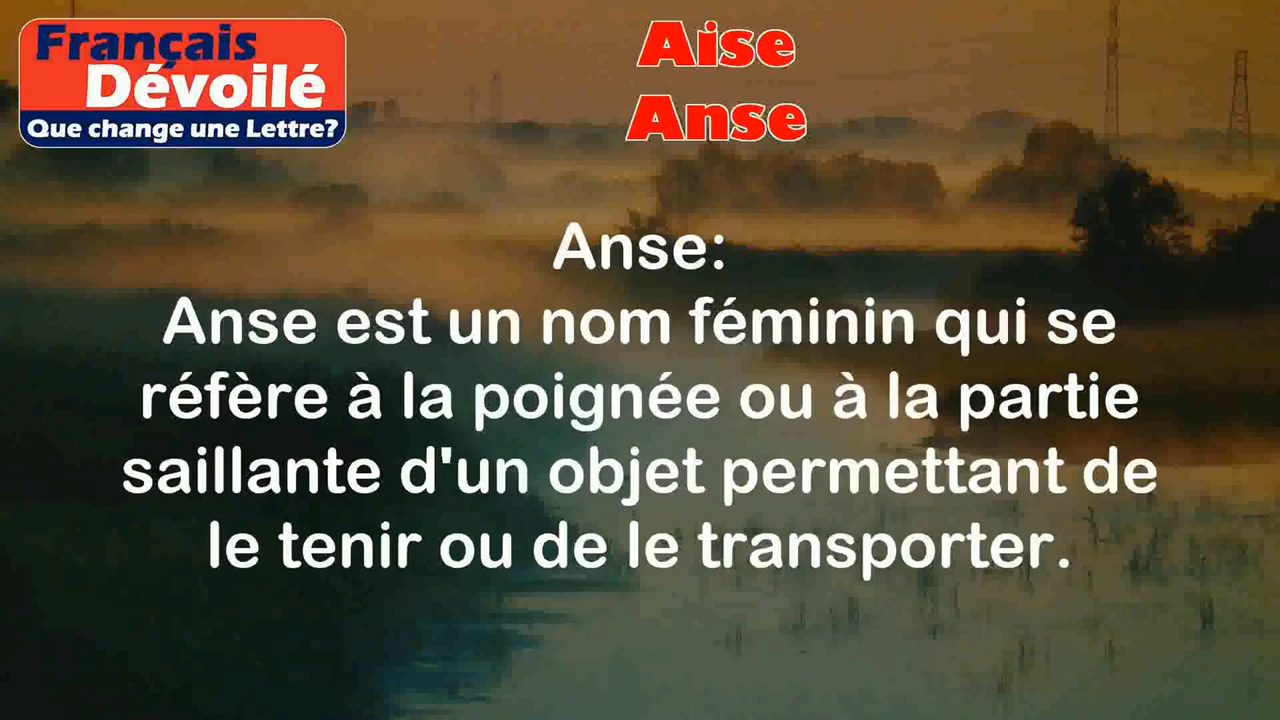 Français
Dévoilé
Que change une Lettre?
Aise
Anse
Anse:
Anse est un nom féminin qui se
réfère à la poignée ou à la partie
saillante d'un objet permettant de
le tenir ou de le transporter.